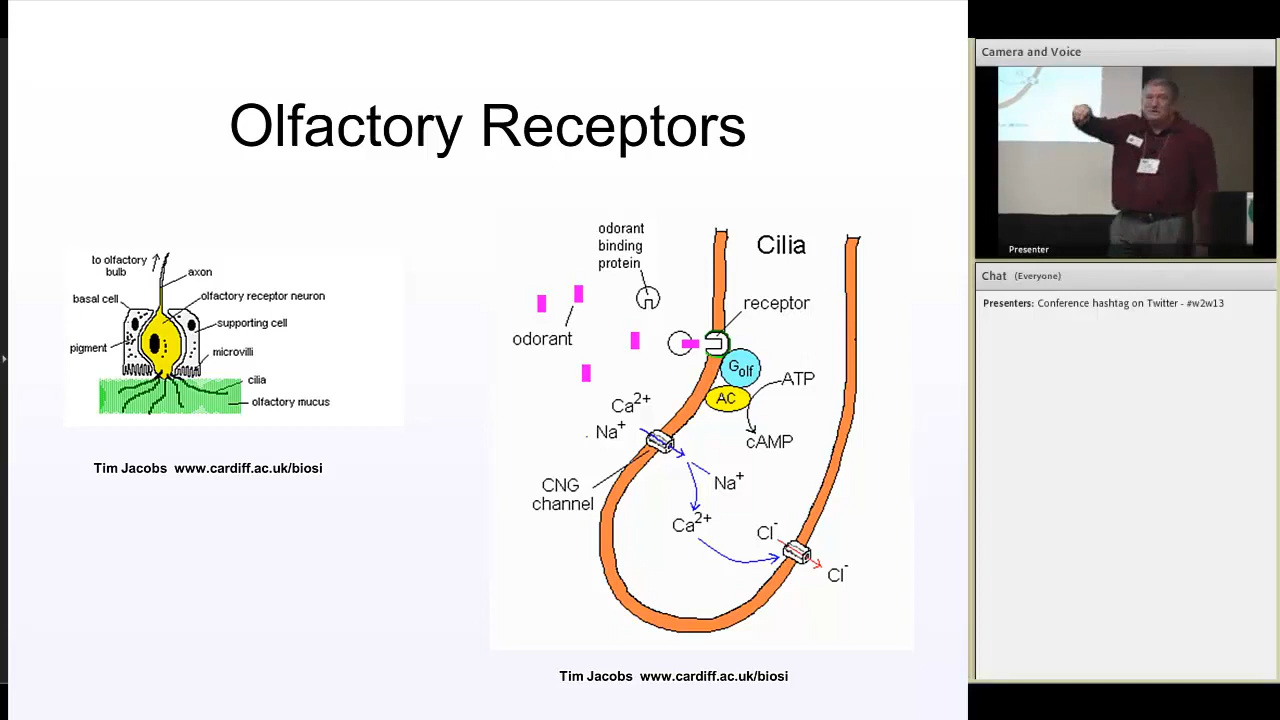 Olfactory Receptors
to olfactory
bulb
axon
basal cell
olfactory receptor neuron
supporting cell
pigment
microvilli
cilia
olfactory mucus
Tim Jacobs www.cardiff.ac.uk/biosi
odorant
binding
protein
Cilia
receptor
odorant
Golf
ATP
AC
cAMP
Ca2+
Na+
CNG
channel
Na+
Ca2+
Cl-
Cl-
Tim Jacobs www.cardiff.ac.uk/biosi
Camera and Voice
Presenter
Chat (Everyone)
Presenters: Conference hashtag on Twitter - #w2w13